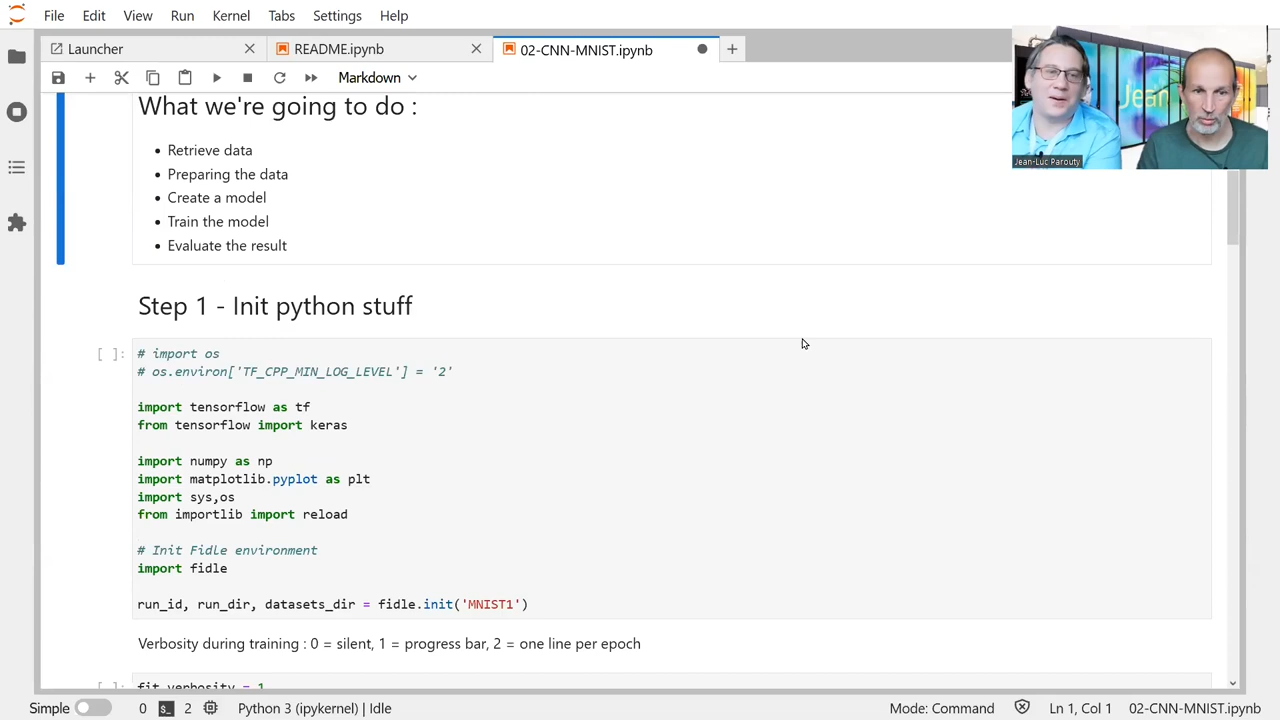 File Edit View Run Kernel Tabs Settings Help
Launcher README.ipynb 02-CNN-MNIST.ipynb
Markdown
What we're going to do :
• Retrieve data
• Preparing the data
• Create a model
• Train the model
• Evaluate the result
Step 1 - Init python stuff
[ ]: # import os
# os.environ['TF_CPP_MIN_LOG_LEVEL'] = '2'
import tensorflow as tf
from tensorflow import keras
import numpy as np
import matplotlib.pyplot as plt
import sys,os
from importlib import reload
# Init Fidle environment
import fidle
run_id, run_dir, datasets_dir = fidle.init('MNIST1')
Verbosity during training : 0 = silent, 1 = progress bar, 2 = one line per epoch
[ ]: fit_verbosity = 1
Jean
Jean-Luc Parouty
Simple 0 2 Python 3 (ipykernel) | Idle Mode: Command Ln 1, Col 1 02-CNN-MNIST.ipynb